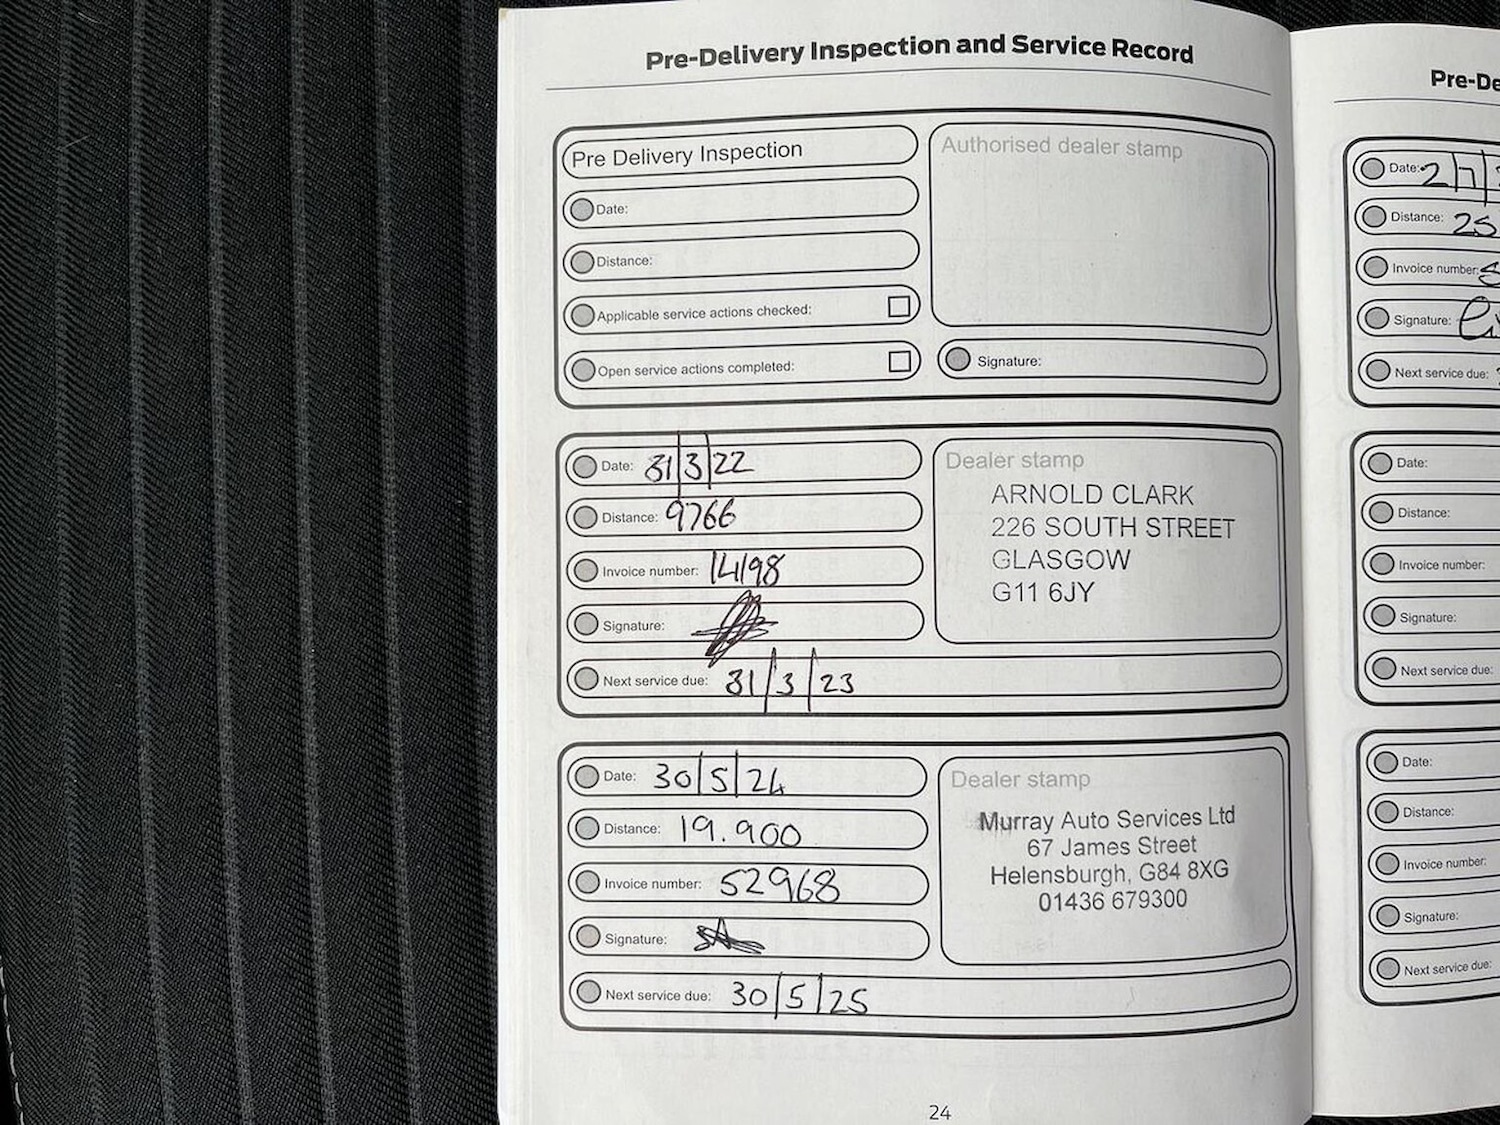 Pre-Delivery Inspection and Service Record
Pre Delivery Inspection
Date:
Distance:
Applicable service actions checked:
Open service actions completed:
Authorised dealer stamp
Signature:
Date: 31/3/22
Distance: 9766
Invoice number: 14198
Signature:
Next service due: 31/3/23
Dealer stamp
ARNOLD CLARK
226 SOUTH STREET
GLASGOW
G11 6JY
Date: 30/5/24
Distance: 19.900
Invoice number: 52968
Signature:
Next service due: 30/5/25
Dealer stamp
Murray Auto Services Ltd
67 James Street
Helensburgh, G84 8XG
01436 679300
24
Pre-De
Date: 2/7/
Distance: 25
Invoice number:
Signature:
Next service due:
Date:
Distance:
Invoice number:
Signature:
Next service due:
Date:
Distance:
Invoice number:
Signature:
Next service due: